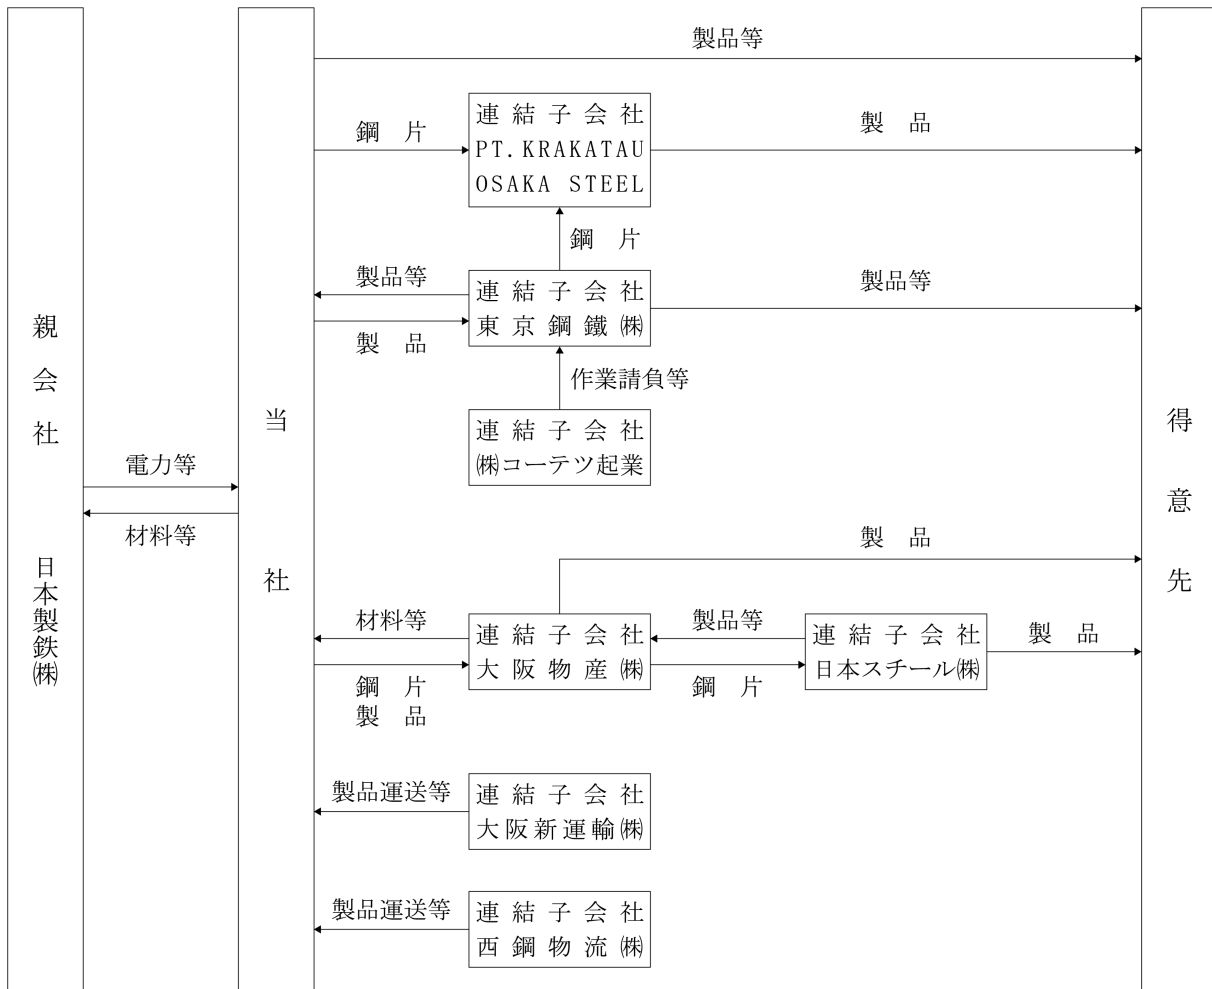 親会社 日本製鉄㈱
電力等
材料等
当社
製品等
鋼片
連結子会社
PT.KRAKATAU
OSAKA STEEL
製品
鋼片
製品等
製品
連結子会社
東京鋼鐵㈱
製品等
作業請負等
連結子会社
㈱コーテツ起業
製品
材料等
鋼片
製品
連結子会社
大阪物産㈱
製品等
鋼片
連結子会社
日本スチール㈱
製品
製品運送等
連結子会社
大阪新運輸㈱
製品運送等
連結子会社
西鋼物流㈱
得意先